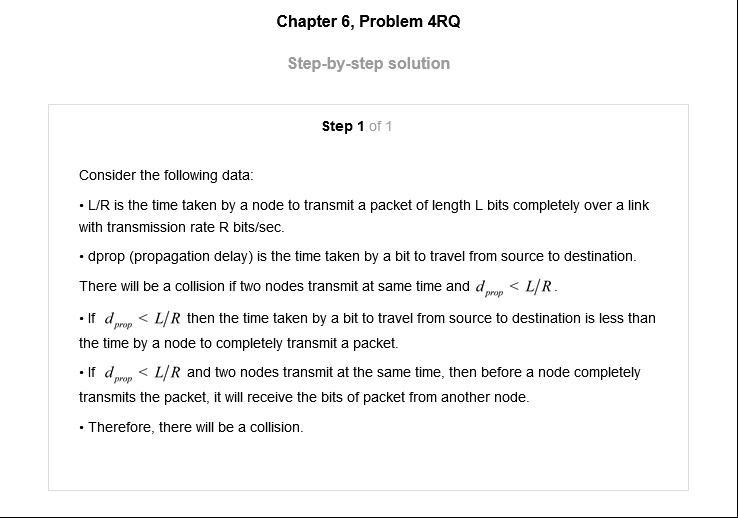 Chapter 6, Problem 4RQ
Step-by-step solution
Step 1 of 1
Consider the following data:
• L/R is the time taken by a node to transmit a packet of length L bits completely over a link
with transmission rate R bits/sec.
• dprop (propagation delay) is the time taken by a bit to travel from source to destination.
There will be a collision if two nodes transmit at same time and d_prop < L/R.
• If d_prop < L/R then the time taken by a bit to travel from source to destination is less than
the time by a node to completely transmit a packet.
• If d_prop < L/R and two nodes transmit at the same time, then before a node completely
transmits the packet, it will receive the bits of packet from another node.
• Therefore, there will be a collision.